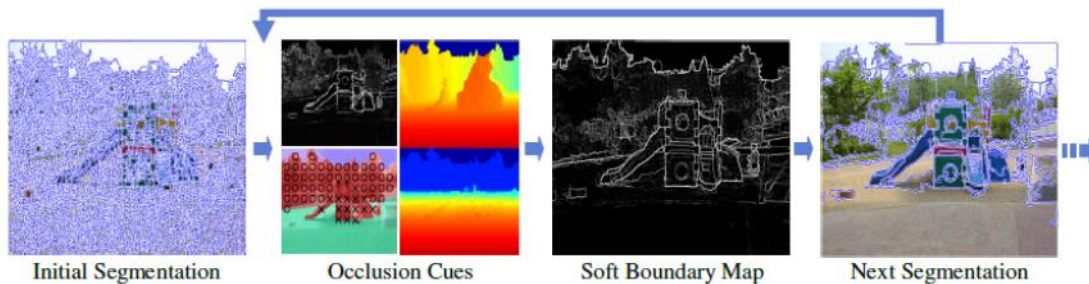 Initial Segmentation
Occlusion Cues
Soft Boundary Map
Next Segmentation